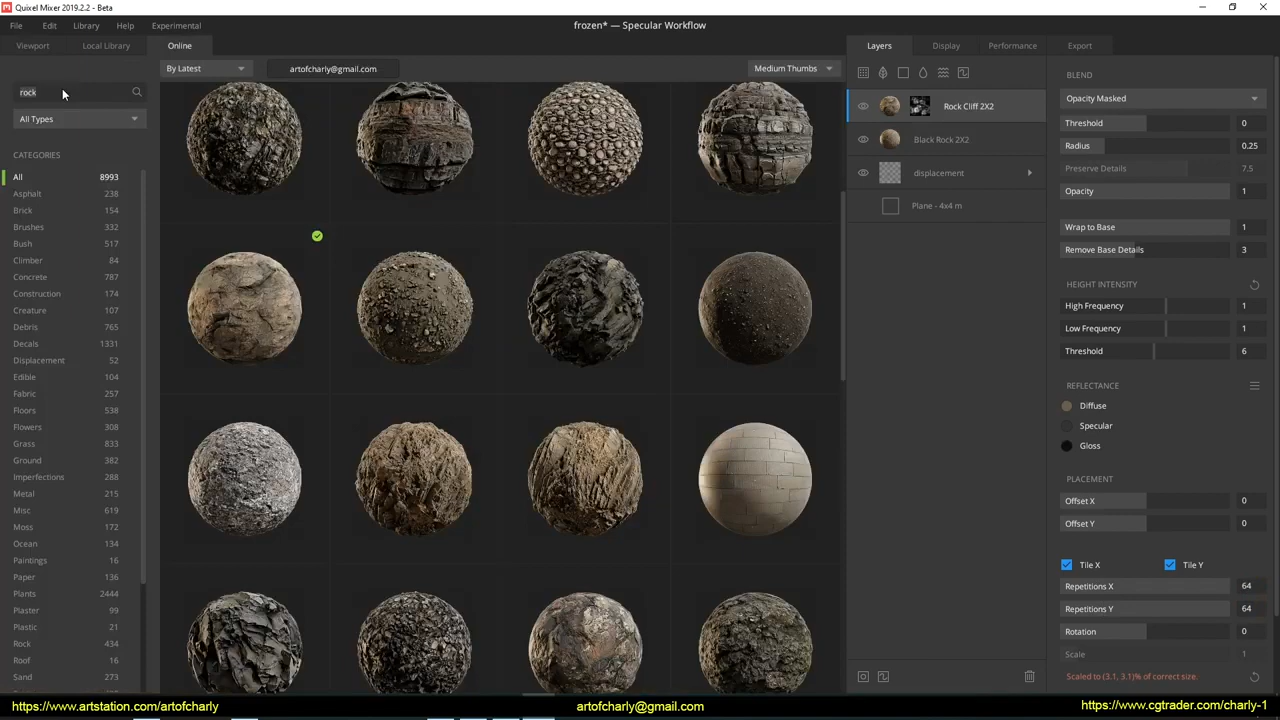 Quixel Mixer 2019.2.2 - Beta
File Edit Library Help Experimental
frozen* — Specular Workflow
Viewport Local Library Online
Layers Display Performance Export
By Latest artofcharly@gmail.com Medium Thumbs
rock
All Types
CATEGORIES
All 8993
Asphalt 238
Brick 154
Brushes 332
Bush 517
Climber 84
Concrete 787
Construction 174
Creature 107
Debris 765
Decals 1331
Displacement 52
Edible 104
Fabric 257
Floors 538
Flowers 308
Grass 833
Ground 382
Imperfections 288
Metal 215
Misc 619
Moss 172
Ocean 134
Paintings 16
Paper 136
Plants 2444
Plaster 99
Plastic 21
Rock 434
Roof 16
Sand 273
Rock Cliff 2X2
Black Rock 2X2
displacement
Plane - 4x4 m
BLEND
Opacity Masked
Threshold 0
Radius 0.25
Preserve Details 7.5
Opacity 1
Wrap to Base 1
Remove Base Details 3
HEIGHT INTENSITY
High Frequency 1
Low Frequency 1
Threshold 6
REFLECTANCE
Diffuse
Specular
Gloss
PLACEMENT
Offset X 0
Offset Y 0
Tile X Tile Y
Repetitions X 64
Repetitions Y 64
Rotation 0
Scale 1
Scaled to (3.1, 3.1)% of correct size.
https://www.artstation.com/artofcharly artofcharly@gmail.com https://www.cgtrader.com/charly-1